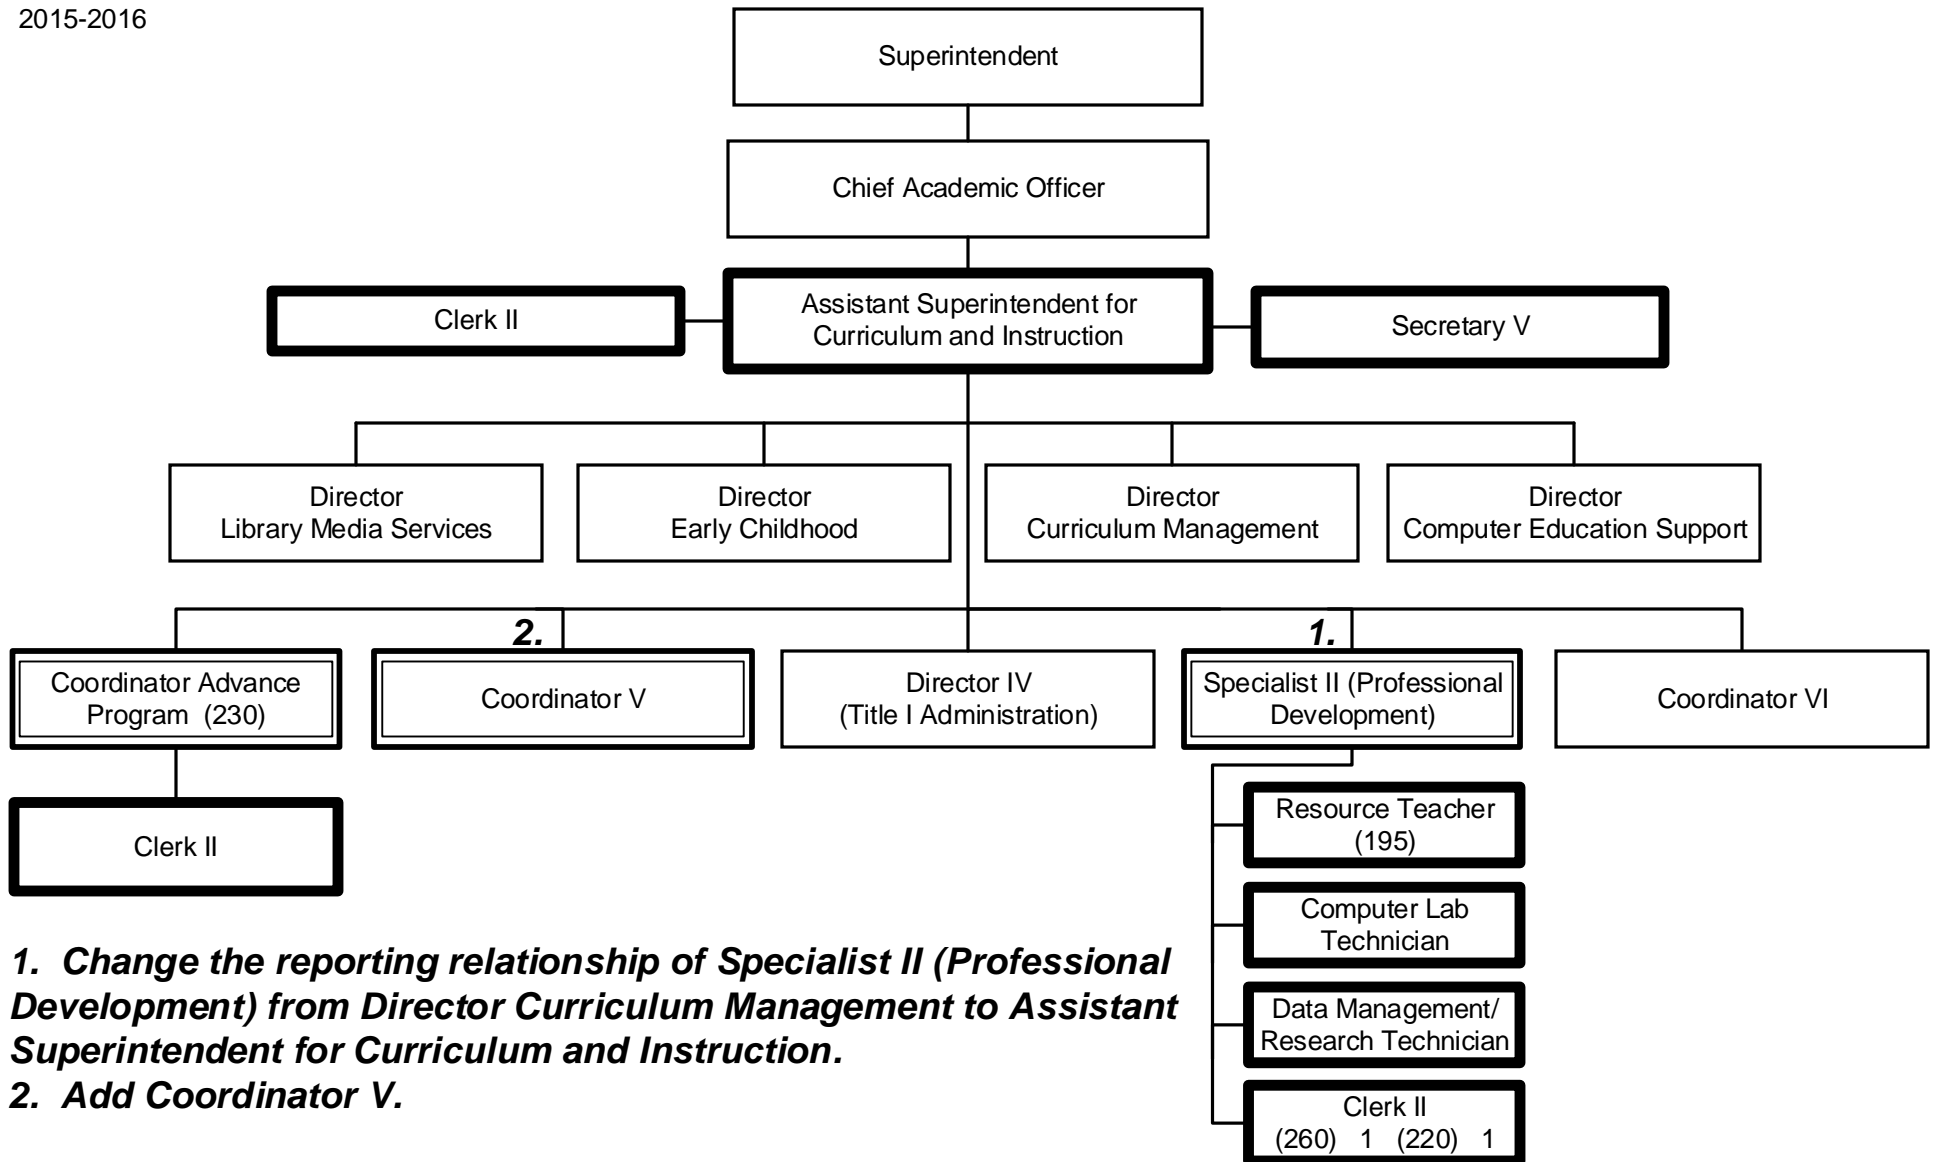 2015-2016
Superintendent
Chief Academic Officer
Clerk II
Assistant Superintendent for
Curriculum and Instruction
Secretary V
Director
Library Media Services
Director
Early Childhood
Director
Curriculum Management
Director
Computer Education Support
2.
1.
Coordinator Advance
Program (230)
Coordinator V
Director IV
(Title I Administration)
Specialist II (Professional
Development)
Coordinator VI
Clerk II
Resource Teacher
(195)
Computer Lab
Technician
Data Management/
Research Technician
Clerk II
(260) 1 (220) 1
1. Change the reporting relationship of Specialist II (Professional
Development) from Director Curriculum Management to Assistant
Superintendent for Curriculum and Instruction.
2. Add Coordinator V.